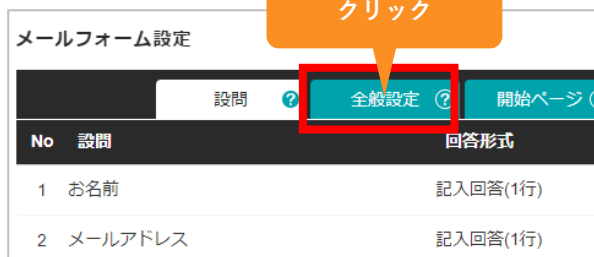 クリック
メールフォーム設定
設問 ? 全般設定 ? 開始ページ
No 設問 回答形式
1 お名前 記入回答(1行)
2 メールアドレス 記入回答(1行)